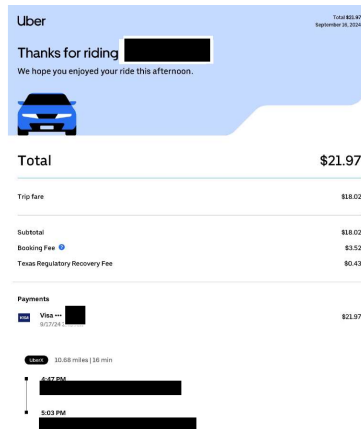 Uber
Total $21.97
September 16, 2024
Thanks for riding
We hope you enjoyed your ride this afternoon.
Total $21.97
Trip fare $18.02
Subtotal $18.02
Booking Fee $3.52
Texas Regulatory Recovery Fee $0.43
Payments
VISA Visa •••• $21.97
9/17/24
UberX 10.68 miles | 16 min
4:47 PM
5:03 PM